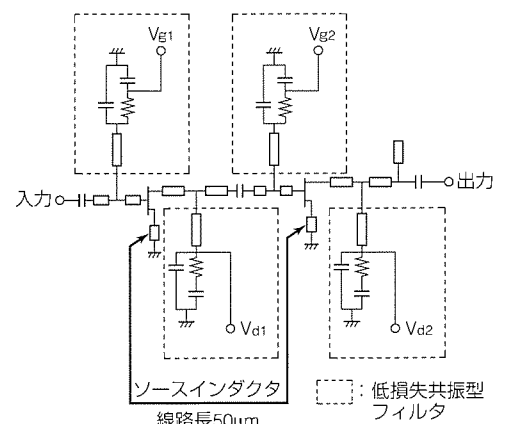 Vg1
Vg2
入力
出力
Vd1
Vd2
ソースインダクタ
線路長50μm
：低損失共振型
フィルタ